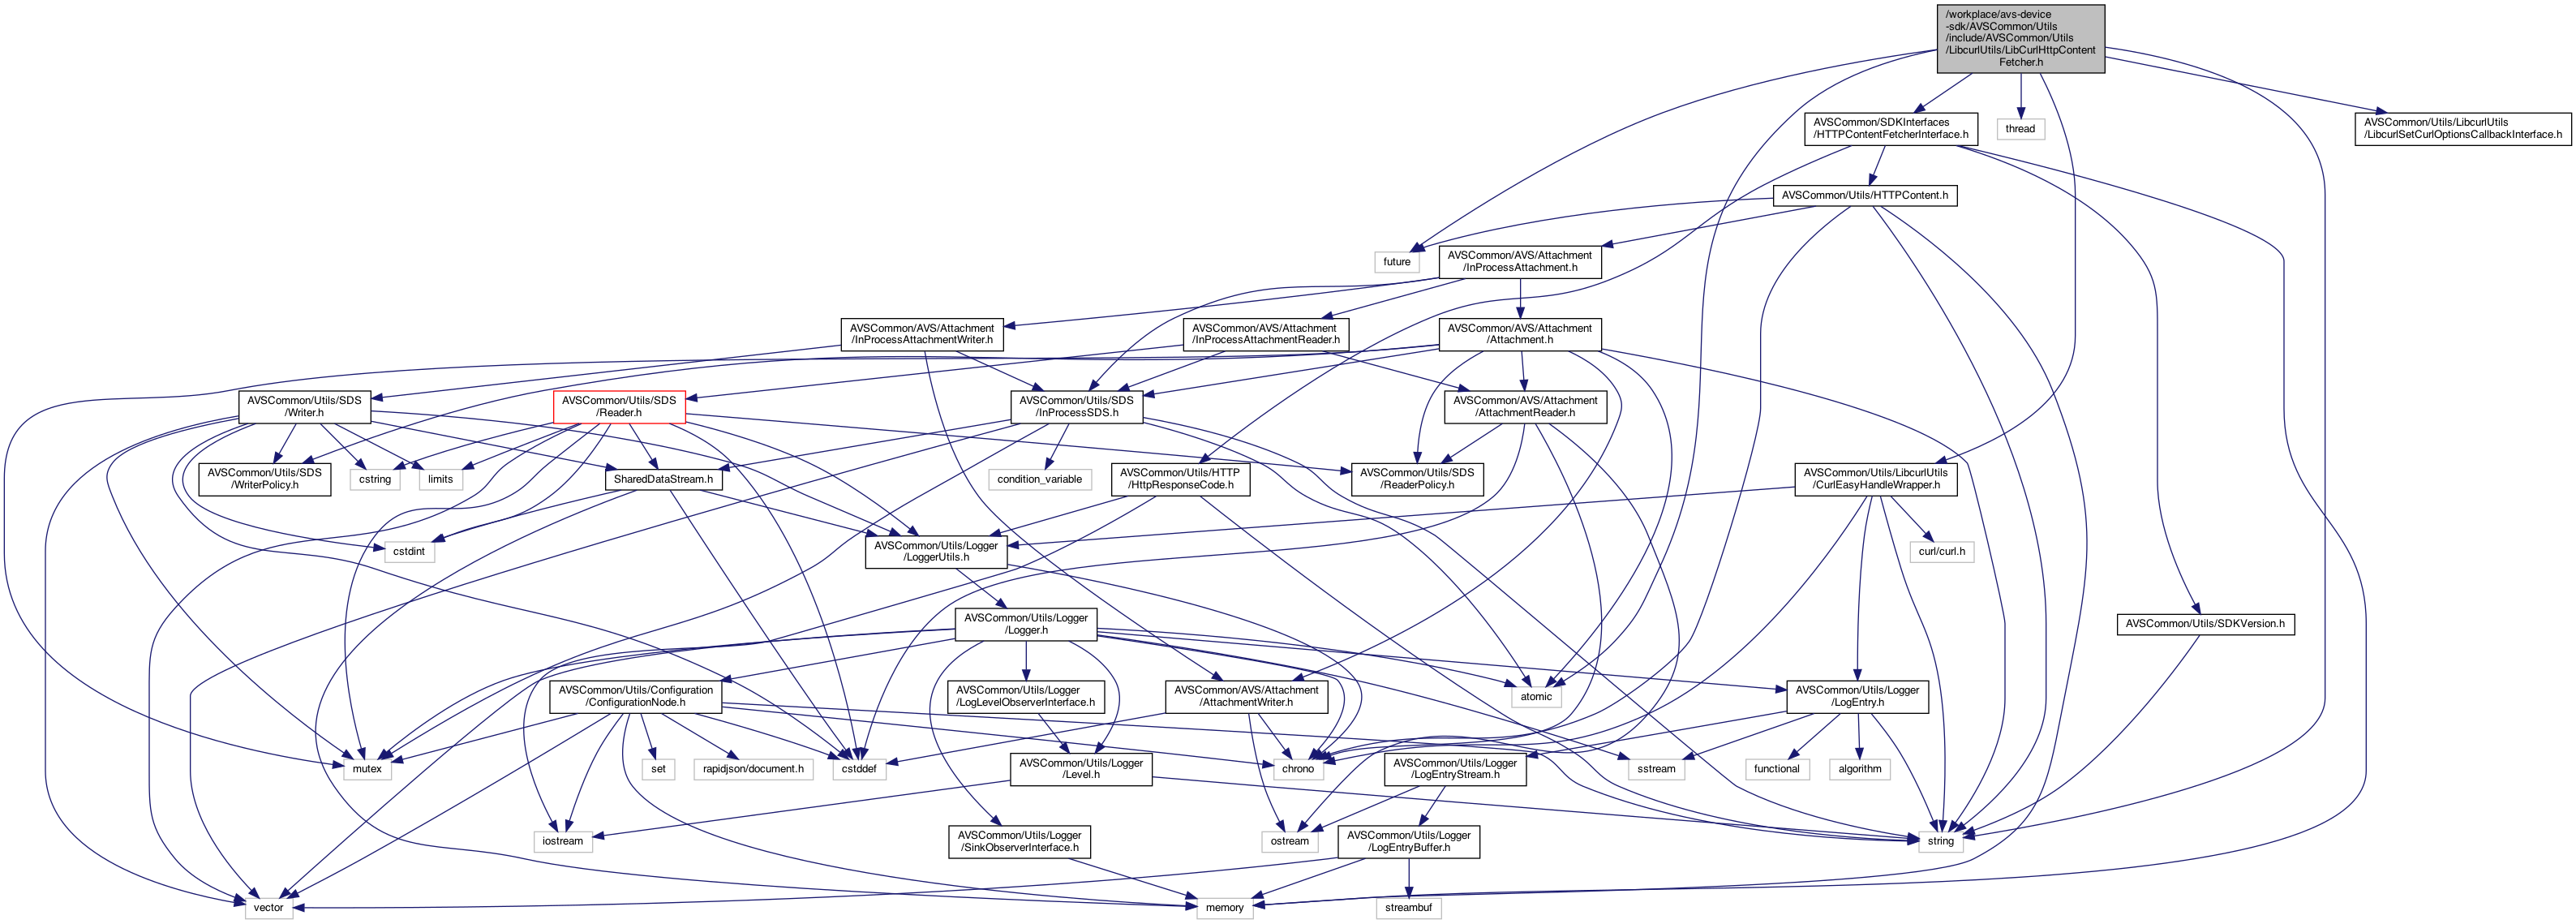 /workplace/avs-device
-sdk/AVSCommon/Utils
/include/AVSCommon/Utils
/LibcurlUtils/LibCurlHttpContent
Fetcher.h
AVSCommon/SDKInterfaces
/HTTPContentFetcherInterface.h
thread
AVSCommon/Utils/LibcurlUtils
/LibcurlSetCurlOptionsCallbackInterface.h
AVSCommon/Utils/HTTPContent.h
future
AVSCommon/AVS/Attachment
/InProcessAttachment.h
AVSCommon/AVS/Attachment
/InProcessAttachmentWriter.h
AVSCommon/AVS/Attachment
/InProcessAttachmentReader.h
AVSCommon/AVS/Attachment
/Attachment.h
AVSCommon/Utils/SDS
/Writer.h
AVSCommon/Utils/SDS
/Reader.h
AVSCommon/Utils/SDS
/InProcessSDS.h
AVSCommon/AVS/Attachment
/AttachmentReader.h
AVSCommon/Utils/SDS
/WriterPolicy.h
cstring
limits
SharedDataStream.h
condition_variable
AVSCommon/Utils/HTTP
/HttpResponseCode.h
AVSCommon/Utils/SDS
/ReaderPolicy.h
AVSCommon/Utils/LibcurlUtils
/CurlEasyHandleWrapper.h
cstdint
AVSCommon/Utils/Logger
/LoggerUtils.h
curl/curl.h
AVSCommon/Utils/Logger
/Logger.h
AVSCommon/Utils/SDKVersion.h
AVSCommon/Utils/Configuration
/ConfigurationNode.h
AVSCommon/Utils/Logger
/LogLevelObserverInterface.h
AVSCommon/AVS/Attachment
/AttachmentWriter.h
atomic
AVSCommon/Utils/Logger
/LogEntry.h
mutex
set
rapidjson/document.h
cstddef
AVSCommon/Utils/Logger
/Level.h
chrono
AVSCommon/Utils/Logger
/LogEntryStream.h
sstream
functional
algorithm
iostream
AVSCommon/Utils/Logger
/SinkObserverInterface.h
ostream
AVSCommon/Utils/Logger
/LogEntryBuffer.h
string
vector
memory
streambuf